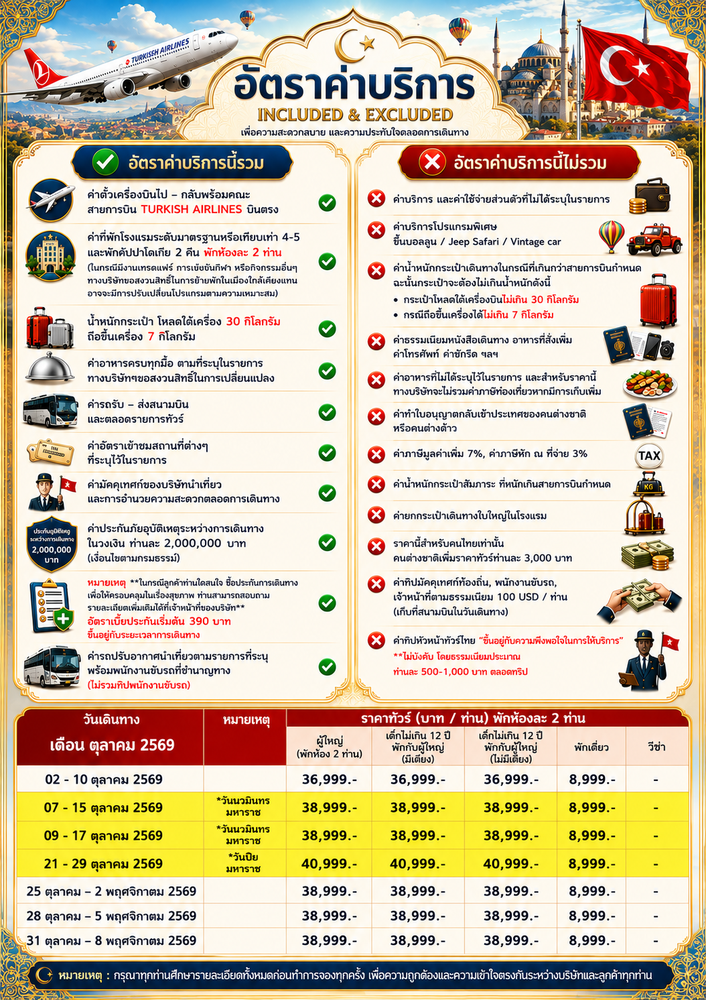 TURKISEH AIRLINES
อัตราค่าบริการ
INCLUDED & EXCLUDED
เพื่อความสะดวกสบาย และความประทับใจตลอดการเดินทาง
อัตราค่าบริการนี้รวม
ค่าตั๋วเครื่องบินไป – กลับพร้อมคณะ
สายการบิน TURKISH AIRLINES บินตรง
ค่าที่พักโรงแรมระดับมาตรฐานหรือเทียบเท่า 4-5
และพักคัปปาโดเกีย 2 คืน พักห้องละ 2 ท่าน
(ในกรณีมีงานเทรดแฟร์ การแข่งขันกีฬา หรือกิจกรรมอื่นๆ
ทางบริษัทขอสงวนสิทธิ์ในการย้ายพักในเมืองใกล้เคียงแทน
อาจจะมีการปรับเปลี่ยนโปรแกรมตามความเหมาะสม)
น้ำหนักกระเป๋า โหลดใต้เครื่อง 30 กิโลกรัม
ถือขึ้นเครื่อง 7 กิโลกรัม
ค่าอาหารครบทุกมื้อ ตามที่ระบุในรายการ
ทางบริษัทฯขอสงวนสิทธิ์ในการเปลี่ยนแปลง
ค่ารถรับ – ส่งสนามบิน
และตลอดรายการทัวร์
ค่าอัตราเข้าชมสถานที่ต่างๆ
ที่ระบุไว้ในรายการ
ค่ามัคคุเทศก์ของบริษัทนำเที่ยว
และการอำนวยความสะดวกตลอดการเดินทาง
ระหว่างการเดินทาง
2,000,000
บาท
ค่าประกันภัยอุบัติเหตุระหว่างการเดินทาง
ในวงเงิน ท่านละ 2,000,000 บาท
(เงื่อนไขตามกรมธรรม์)
หมายเหตุ **ในกรณีลูกค้าท่านใดสนใจ ซื้อประกันการเดินทาง
เพื่อให้ครอบคลุมในเรื่องสุขภาพ ท่านสามารถสอบถาม
รายละเอียดเพิ่มเติมได้ที่เจ้าหน้าที่ของบริษัท**
อัตราเบี้ยประกันเริ่มต้น 390 บาท
ขึ้นอยู่กับระยะเวลาการเดินทาง
ค่ารถปรับอากาศนำเที่ยวตามรายการที่ระบุ
พร้อมพนักงานขับรถที่ชำนาญทาง
(ไม่รวมทิปพนักงานขับรถ)
อัตราค่าบริการนี้ไม่รวม
ค่าบริการ และค่าใช้จ่ายส่วนตัวที่ไม่ได้ระบุในรายการ
ค่าบริการโปรแกรมพิเศษ
ขึ้นบอลลูน / Jeep Safari / Vintage car
ค่าน้ำหนักกระเป๋าเดินทางในกรณีที่เกินกว่าสายการบินกำหนด
ฉะนั้นกระเป๋าจะต้องไม่เกินน้ำหนักดังนี้
• กระเป๋าโหลดใต้เครื่องบินไม่เกิน 30 กิโลกรัม
• กรณีถือขึ้นเครื่องได้ไม่เกิน 7 กิโลกรัม
ค่าธรรมเนียมหนังสือเดินทาง อาหารที่สั่งเพิ่ม
ค่าโทรศัพท์ ค่าซักรีด ฯลฯ
ค่าอาหารที่ไม่ได้ระบุไว้ในรายการ และสำหรับราคานี้
ทางบริษัทจะไม่รวมค่าภาษีท่องเที่ยวหากมีการเก็บเพิ่ม
ค่าทำใบอนุญาตกลับเข้าประเทศของคนต่างชาติ
หรือคนต่างด้าว
ค่าภาษีมูลค่าเพิ่ม 7%, ค่าภาษีหัก ณ ที่จ่าย 3%
TAX
ค่าน้ำหนักกระเป๋าสัมภาระ ที่หนักเกินสายการบินกำหนด
KG
ค่ายกกระเป๋าเดินทางใบใหญ่ในโรงแรม
ราคานี้สำหรับคนไทยเท่านั้น
คนต่างชาติเพิ่มราคาทัวร์ท่านละ 3,000 บาท
ค่าทิปมัคคุเทศก์ท้องถิ่น, พนักงานขับรถ,
เจ้าหน้าที่ตามธรรมเนียม 100 USD / ท่าน
(เก็บที่สนามบินในวันเดินทาง)
ค่าทิปหัวหน้าทัวร์ไทย "ขึ้นอยู่กับความพึงพอใจในการให้บริการ"
**ไม่บังคับ โดยธรรมเนียมประมาณ
ท่านละ 500-1,000 บาท ตลอดทริป
วันเดินทาง
เดือน ตุลาคม 2569
หมายเหตุ
ราคาทัวร์ (บาท / ท่าน) พักห้องละ 2 ท่าน
ผู้ใหญ่
(พักห้อง 2 ท่าน)
เด็กไม่เกิน 12 ปี
พักกับผู้ใหญ่
(มีเตียง)
เด็กไม่เกิน 12 ปี
พักกับผู้ใหญ่
(ไม่มีเตียง)
พักเดี่ยว
วีซ่า
02 - 10 ตุลาคม 2569 36,999.- 36,999.- 36,999.- 8,999.- -
07 - 15 ตุลาคม 2569 *วันนวมินทรมหาราช 38,999.- 38,999.- 38,999.- 8,999.- -
09 - 17 ตุลาคม 2569 *วันนวมินทรมหาราช 38,999.- 38,999.- 38,999.- 8,999.- -
21 - 29 ตุลาคม 2569 *วันปิยมหาราช 40,999.- 40,999.- 40,999.- 8,999.- -
25 ตุลาคม – 2 พฤศจิกาตม 2569 38,999.- 38,999.- 38,999.- 8,999.- -
28 ตุลาคม – 5 พฤศจิกาตม 2569 38,999.- 38,999.- 38,999.- 8,999.- -
31 ตุลาคม – 8 พฤศจิกาตม 2569 38,999.- 38,999.- 38,999.- 8,999.- -
หมายเหตุ : กรุณาทุกท่านศึกษารายละเอียดทั้งหมดก่อนทำการจองทุกครั้ง เพื่อความถูกต้องและความเข้าใจตรงกันระหว่างบริษัทและลูกค้าทุกท่าน